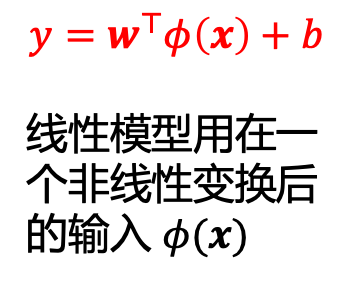 y = w⊤ϕ(x) + b
线性模型用在一
个非线性变换后
的输入 ϕ(x)